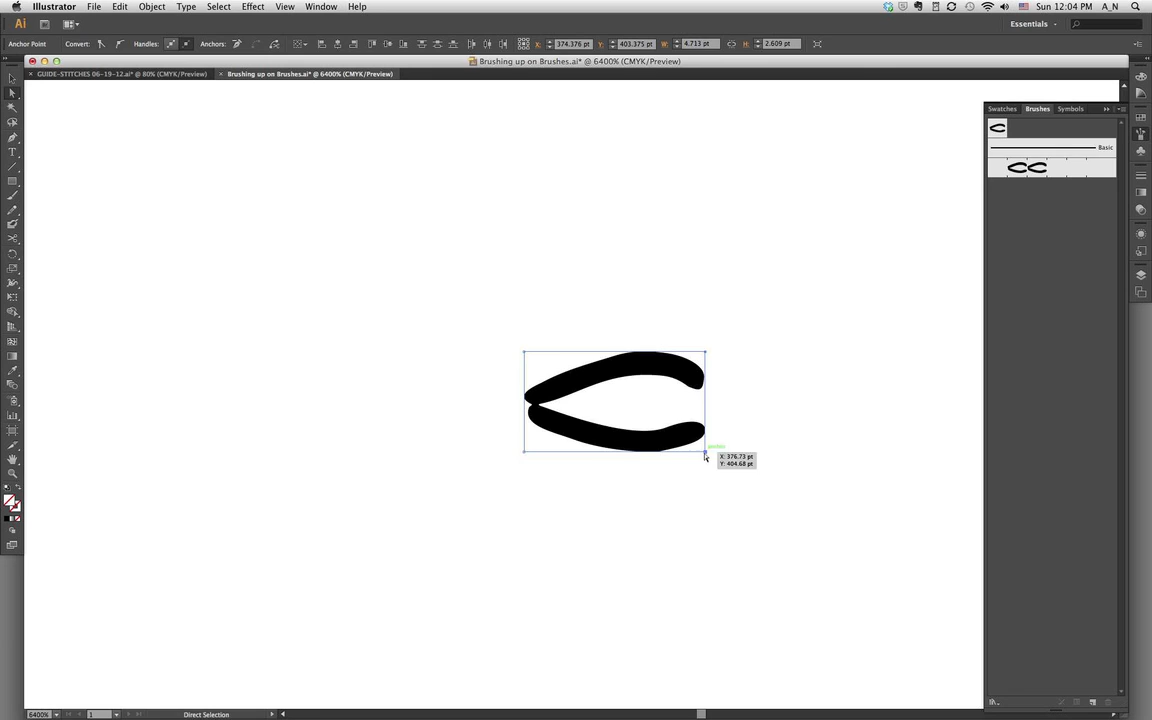 Illustrator File Edit Object Type Select Effect View Window Help Sun 12:04 PM A_N
Ai Essentials
Anchor Point Convert: Handles: Anchors: X: 374.376 pt Y: 403.375 pt W: 4.713 pt H: 2.609 pt
Brushing up on Brushes.ai* @ 6400% (CMYK/Preview)
× GUIDE-STITCHES 06-19-12.ai* @ 80% (CMYK/Preview) × Brushing up on Brushes.ai* @ 6400% (CMYK/Preview)
Swatches Brushes Symbols
Basic
T
X: 376.73 pt
Y: 404.68 pt
6400% 1 Direct Selection